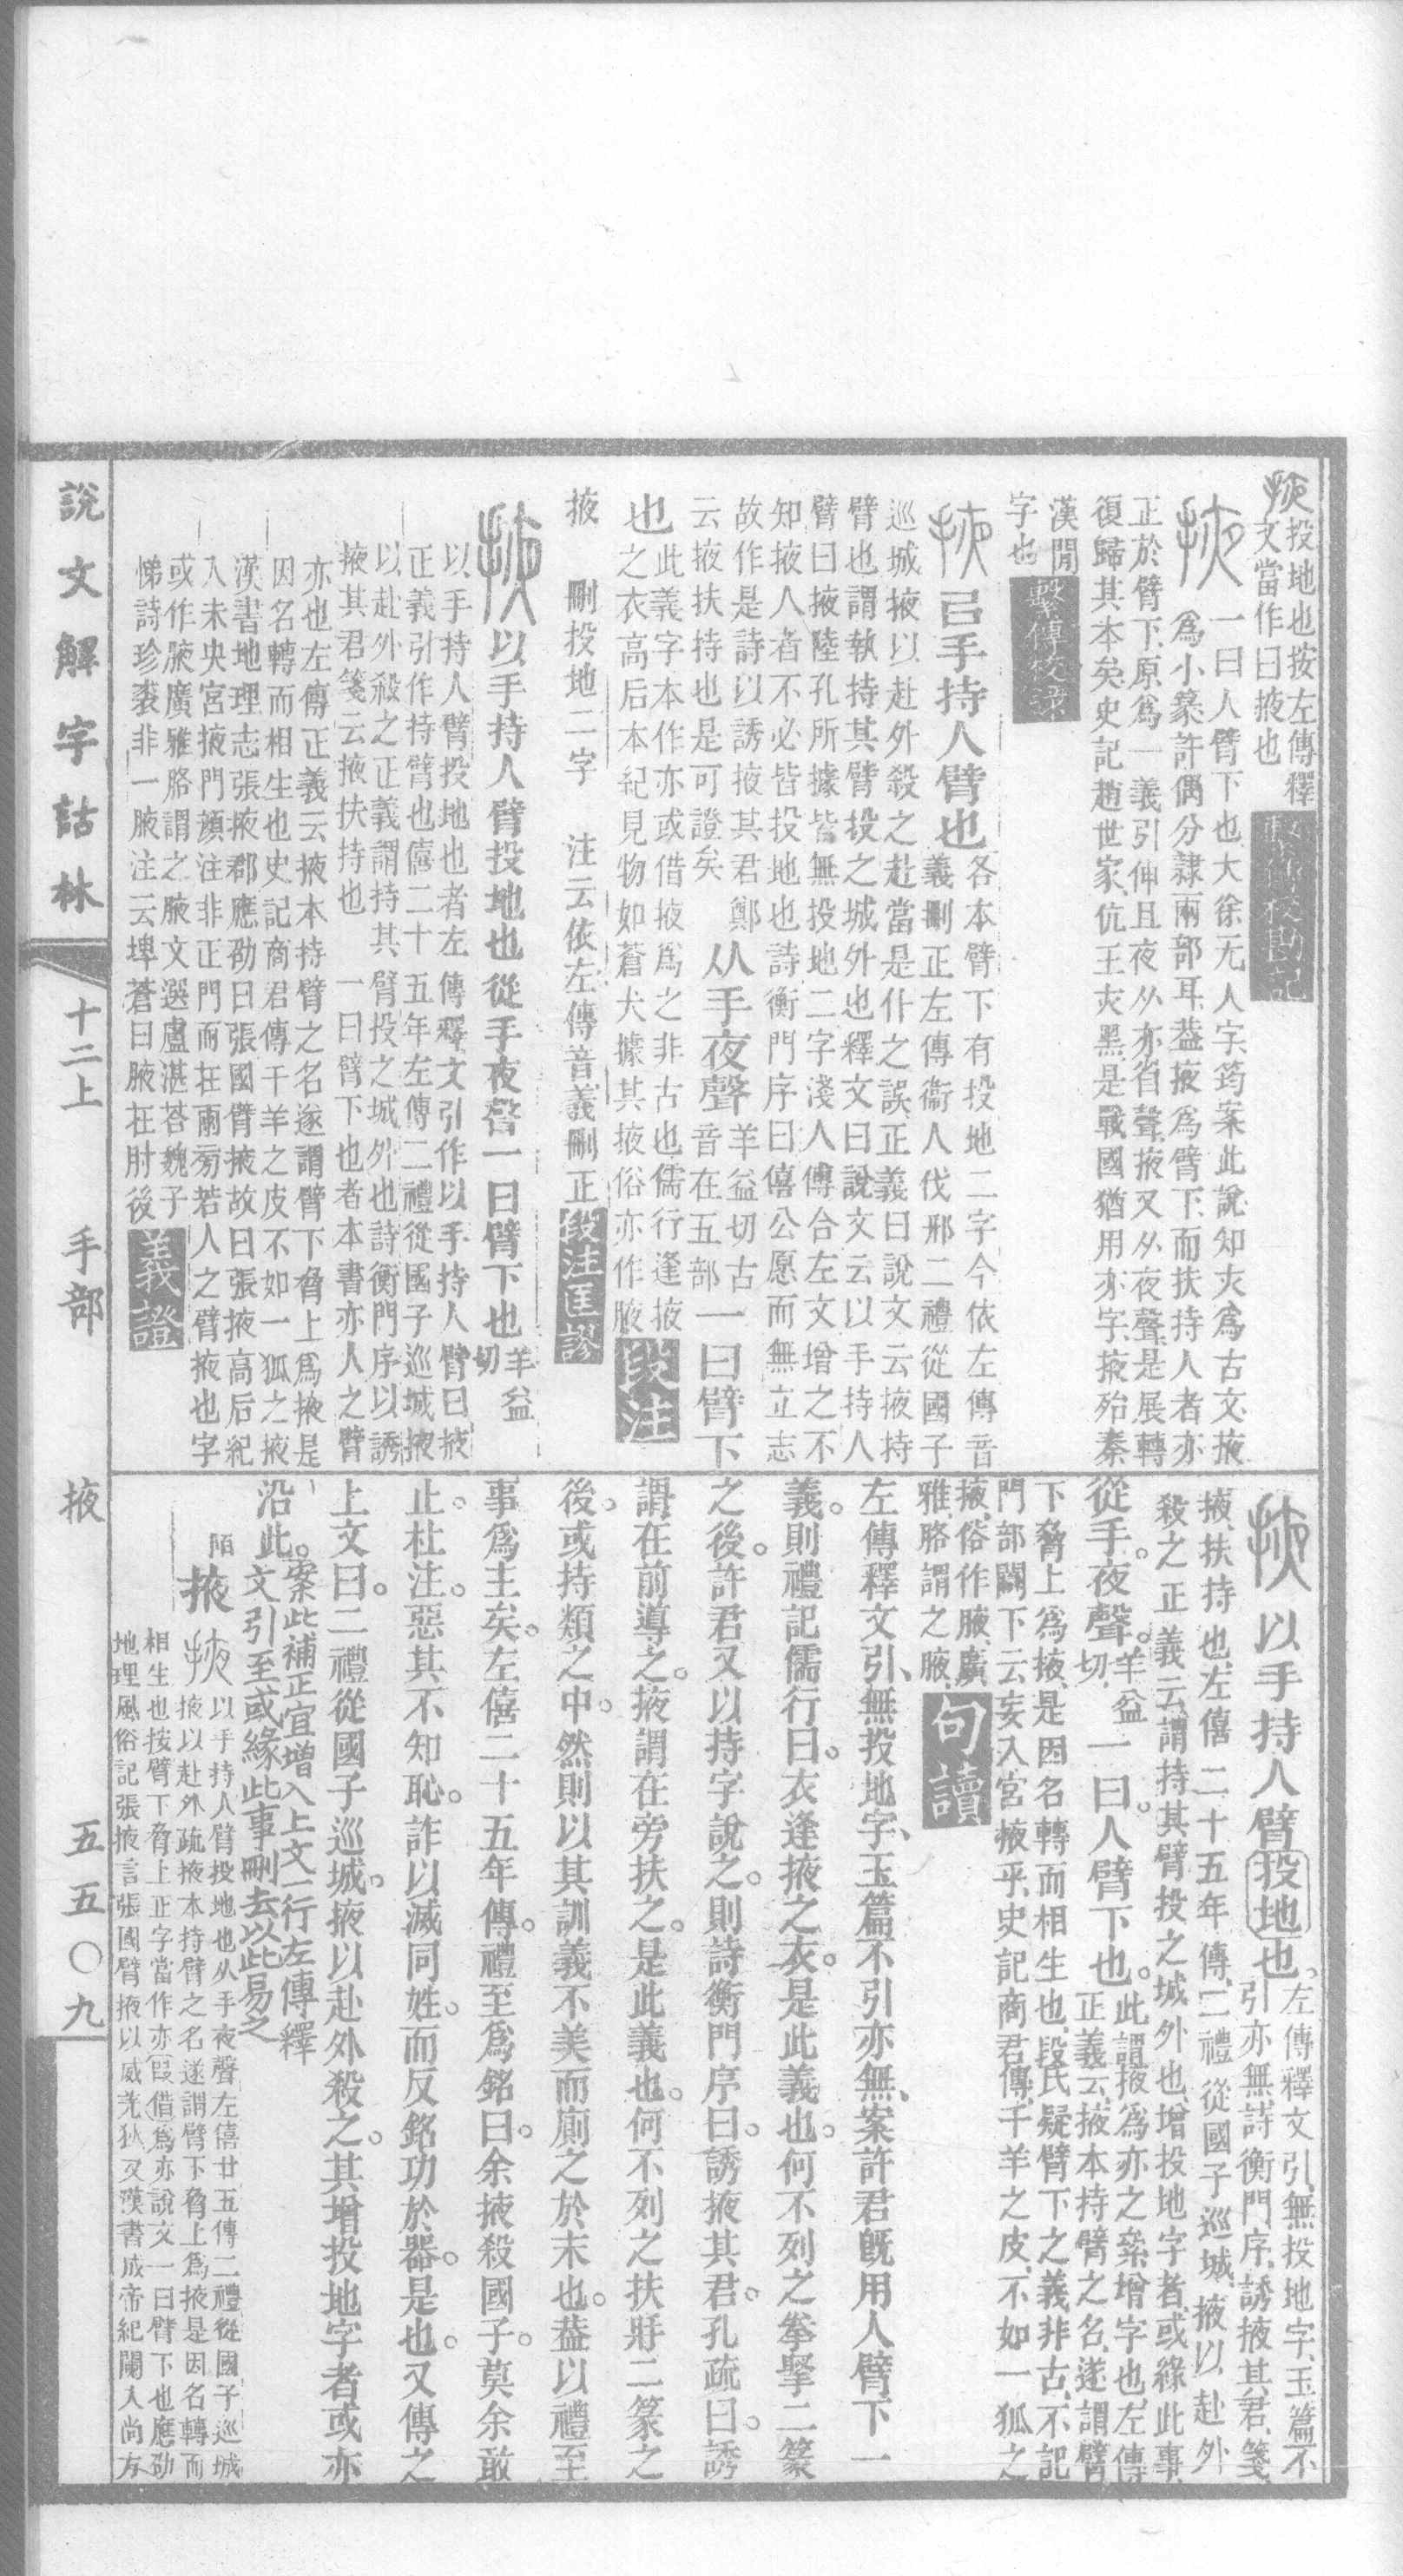 投地也按左傳釋
文當作曰掖也
繫傳校勘記
一曰人臂下也大徐无人字筠案此說知亦爲古文掖
爲小篆許偶分隸兩部耳葢掖爲臂下而扶持人者亦
正於臂下原爲一義引伸且夜从亦省聲掖又从夜聲是展轉
復歸其本矣史記趙世家伉王亦黑是戰國猶用亦字掖殆秦
漢閒
字也
繫傳校錄
㠯手持人臂也
各本臂下有投地二字今依左傳音
義刪正左傳衞人伐邢二禮從國子
巡城掖以赴外殺之赴當是仆之誤正義曰說文云掖持
臂也謂執持其臂投之城外也釋文曰說文云以手持人
臂曰掖陸孔所據皆無投地二字淺人傅合左文增之不
知掖人者不必皆投地也詩衡門序曰僖公愿而無立志
故作是詩以誘掖其君鄭
云掖扶持也是可證矣
从手夜聲
羊益切古
音在五部
一曰臂下
也
此義字本作亦或借掖爲之非古也儒行逢掖
之衣高后本紀見物如蒼犬據其掖俗亦作腋
段注
掖　刪投地二字　注云依左傳音義刪正
段注匡謬
以手持人臂投地也從手夜聲一曰臂下也
羊益
切
以手持人臂投地也者左傳釋文引作以手持人臂曰掖
正義引作持臂也僖二十五年左傳二禮從國子巡城掖
以赴外殺之正義謂持其臂投之城外也詩衡門序以誘
掖其君箋云掖扶持也　一曰臂下也者本書亦人之臂
亦也左傳正義云掖本持臂之名遂謂臂下脅上爲掖是
因名轉而相生也史記商君傳千羊之皮不如一狐之掖
漢書地理志張掖郡應劭曰張國臂掖故曰張掖高后紀
入未央宮掖門顏注非正門而在兩旁若人之臂掖也字
或作腋廣雅胳謂之腋文選盧湛荅魏子
悌詩珍裘非一腋注云埤蒼曰腋在肘後
義證
以手持人臂投地也
左傳釋文引無投地字玉篇不
引亦無詩衡門序誘掖其君箋
掖扶持也左僖二十五年傳二禮從國子巡城掖以赴外
殺之正義云謂持其臂投之城外也增投地字者或緣此事
從手。夜聲。
羊益
切
一曰。人臂下也。
此謂掖爲亦之絫增字也左傳
正義云掖本持臂之名遂謂臂
下脅上爲掖是因名轉而相生也段氏疑臂下之義非古不記
門部闌下云妄入宮掖乎史記商君傳千羊之皮不如一狐之
掖俗作腋廣
雅胳謂之腋
句讀
左傳釋文引無投地字玉篇不引亦無案許君旣用人臂下一
義。則禮記儒行曰。衣逢掖之衣。是此義也。何不列之拳掔二篆
之後。許君又以持字說之。則詩衡門序曰。誘掖其君。孔疏曰。誘
謂在前導之。掖謂在旁扶之。是此義也。何不列之扶𢪇二篆之
後。或持類之中。然則以其訓義不美而廁之於末也。葢以禮至
事爲主矣。左僖二十五年傳。禮至爲銘曰。余掖殺國子。莫余敢
止。杜注。惡其不知恥。詐以滅同姓。而反銘功於器。是也。又傳之
上文曰。二禮從國子巡城。掖以赴外殺之。其增投地字者或亦
沿此。
案此補正宜增入上文一行左傳釋
文引至或緣此事刪去以此易之
掖
以手持人臂投地也从手夜聲左僖廿五傳二禮從國子巡城
掖以赴外疏掖本持臂之名遂謂臂下脅上爲掖是因名轉而
相生也按臂下脅上正字當作亦叚借爲亦說文一曰臂下也應劭
地理風俗記張掖言張國臂掖以威羌狄又漢書成帝紀闌入尚方
說文解字詁林　十二上　手部　掖　五五〇九